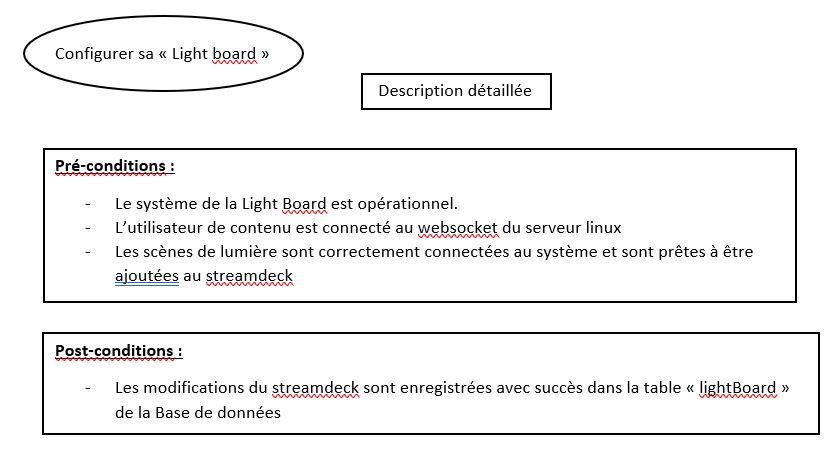 Configurer sa « Light board »
Description détaillée
Pré-conditions :
- Le système de la Light Board est opérationnel.
- L’utilisateur de contenu est connecté au websocket du serveur linux
- Les scènes de lumière sont correctement connectées au système et sont prêtes à être
ajoutées au streamdeck
Post-conditions :
- Les modifications du streamdeck sont enregistrées avec succès dans la table « lightBoard »
de la Base de données